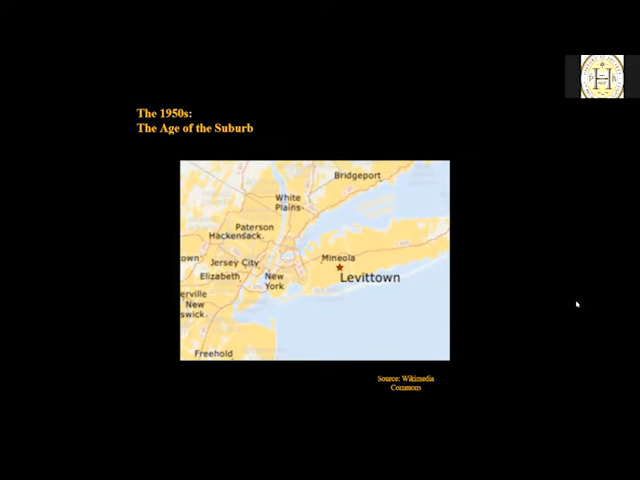 The 1950s:
The Age of the Suburb
Bridgeport
White
Plains
Paterson
Hackensack
own
Jersey City
Mineola
Elizabeth
New
York
Levittown
erville
New
swick
Freehold
Source: Wikimedia
Commons
H